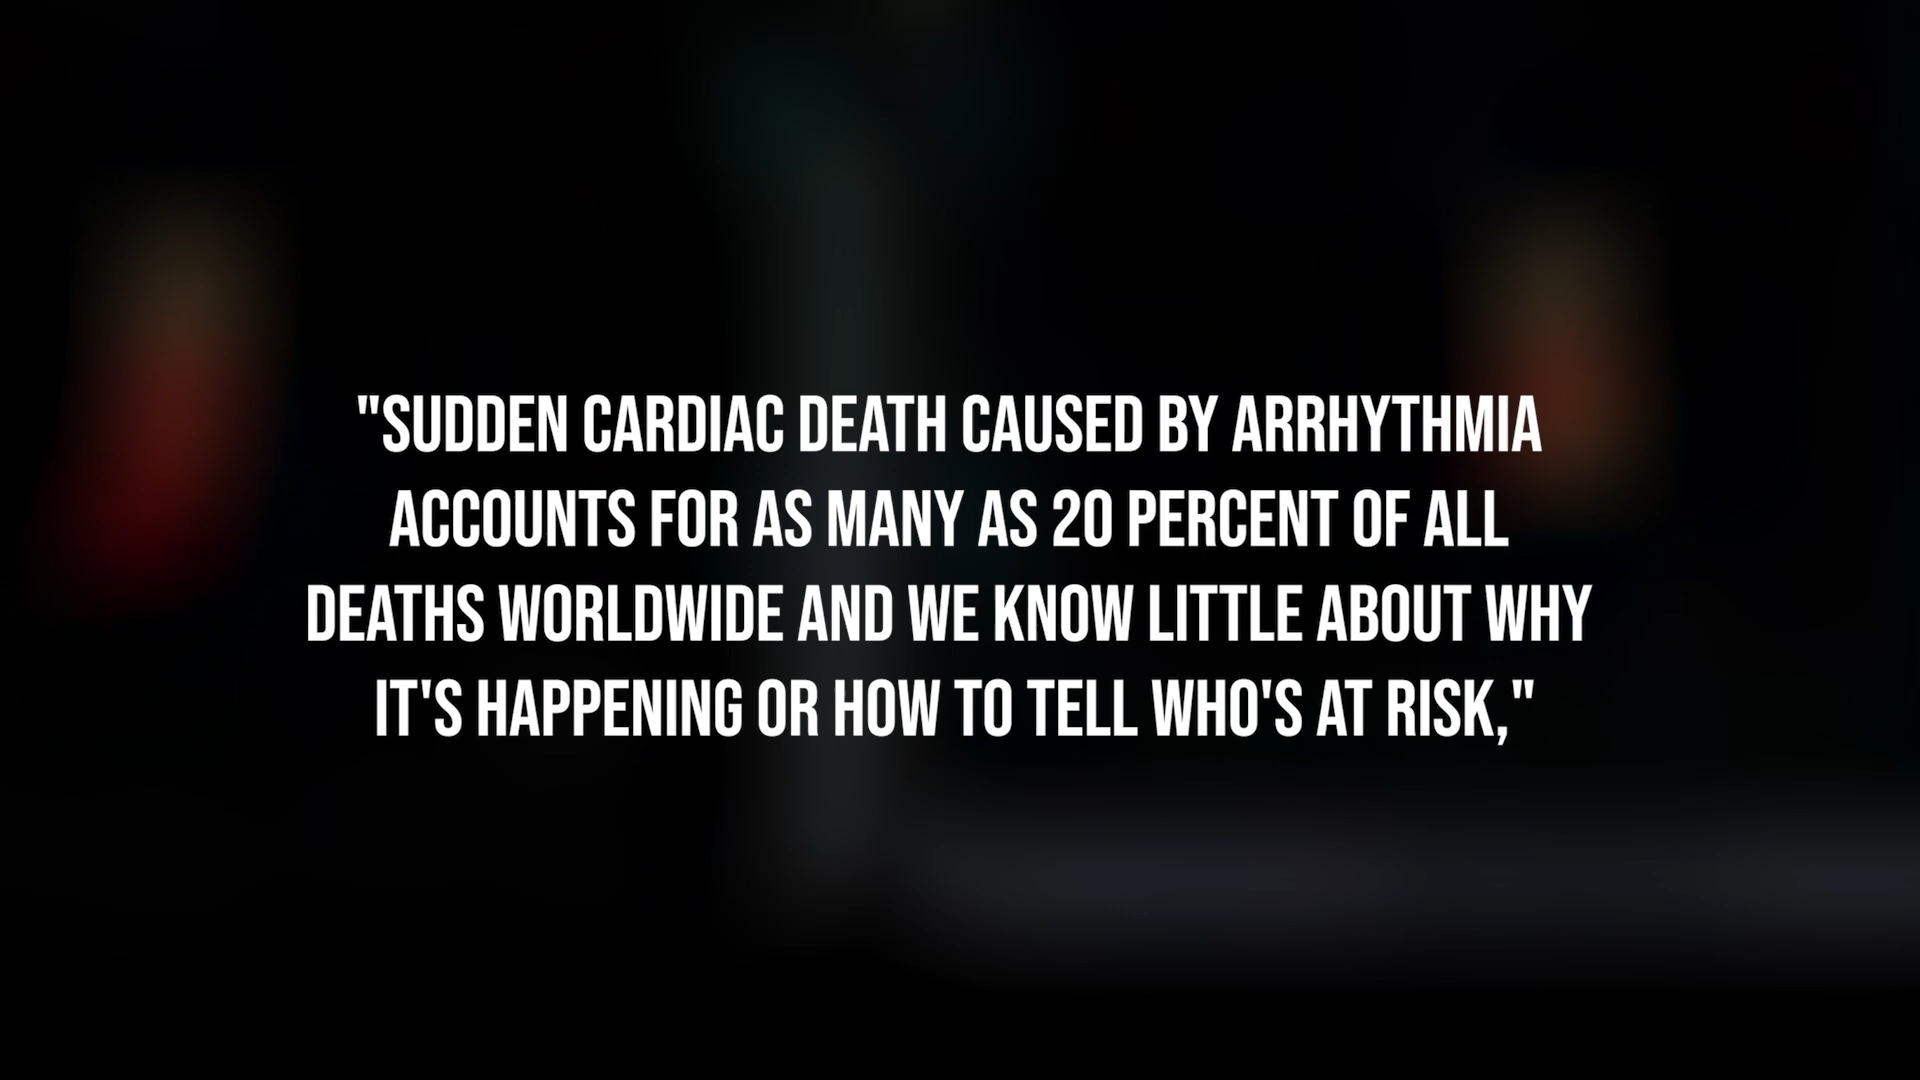 "SUDDEN CARDIAC DEATH CAUSED BY ARRHYTHMIA
ACCOUNTS FOR AS MANY AS 20 PERCENT OF ALL
DEATHS WORLDWIDE AND WE KNOW LITTLE ABOUT WHY
IT'S HAPPENING OR HOW TO TELL WHO'S AT RISK,"